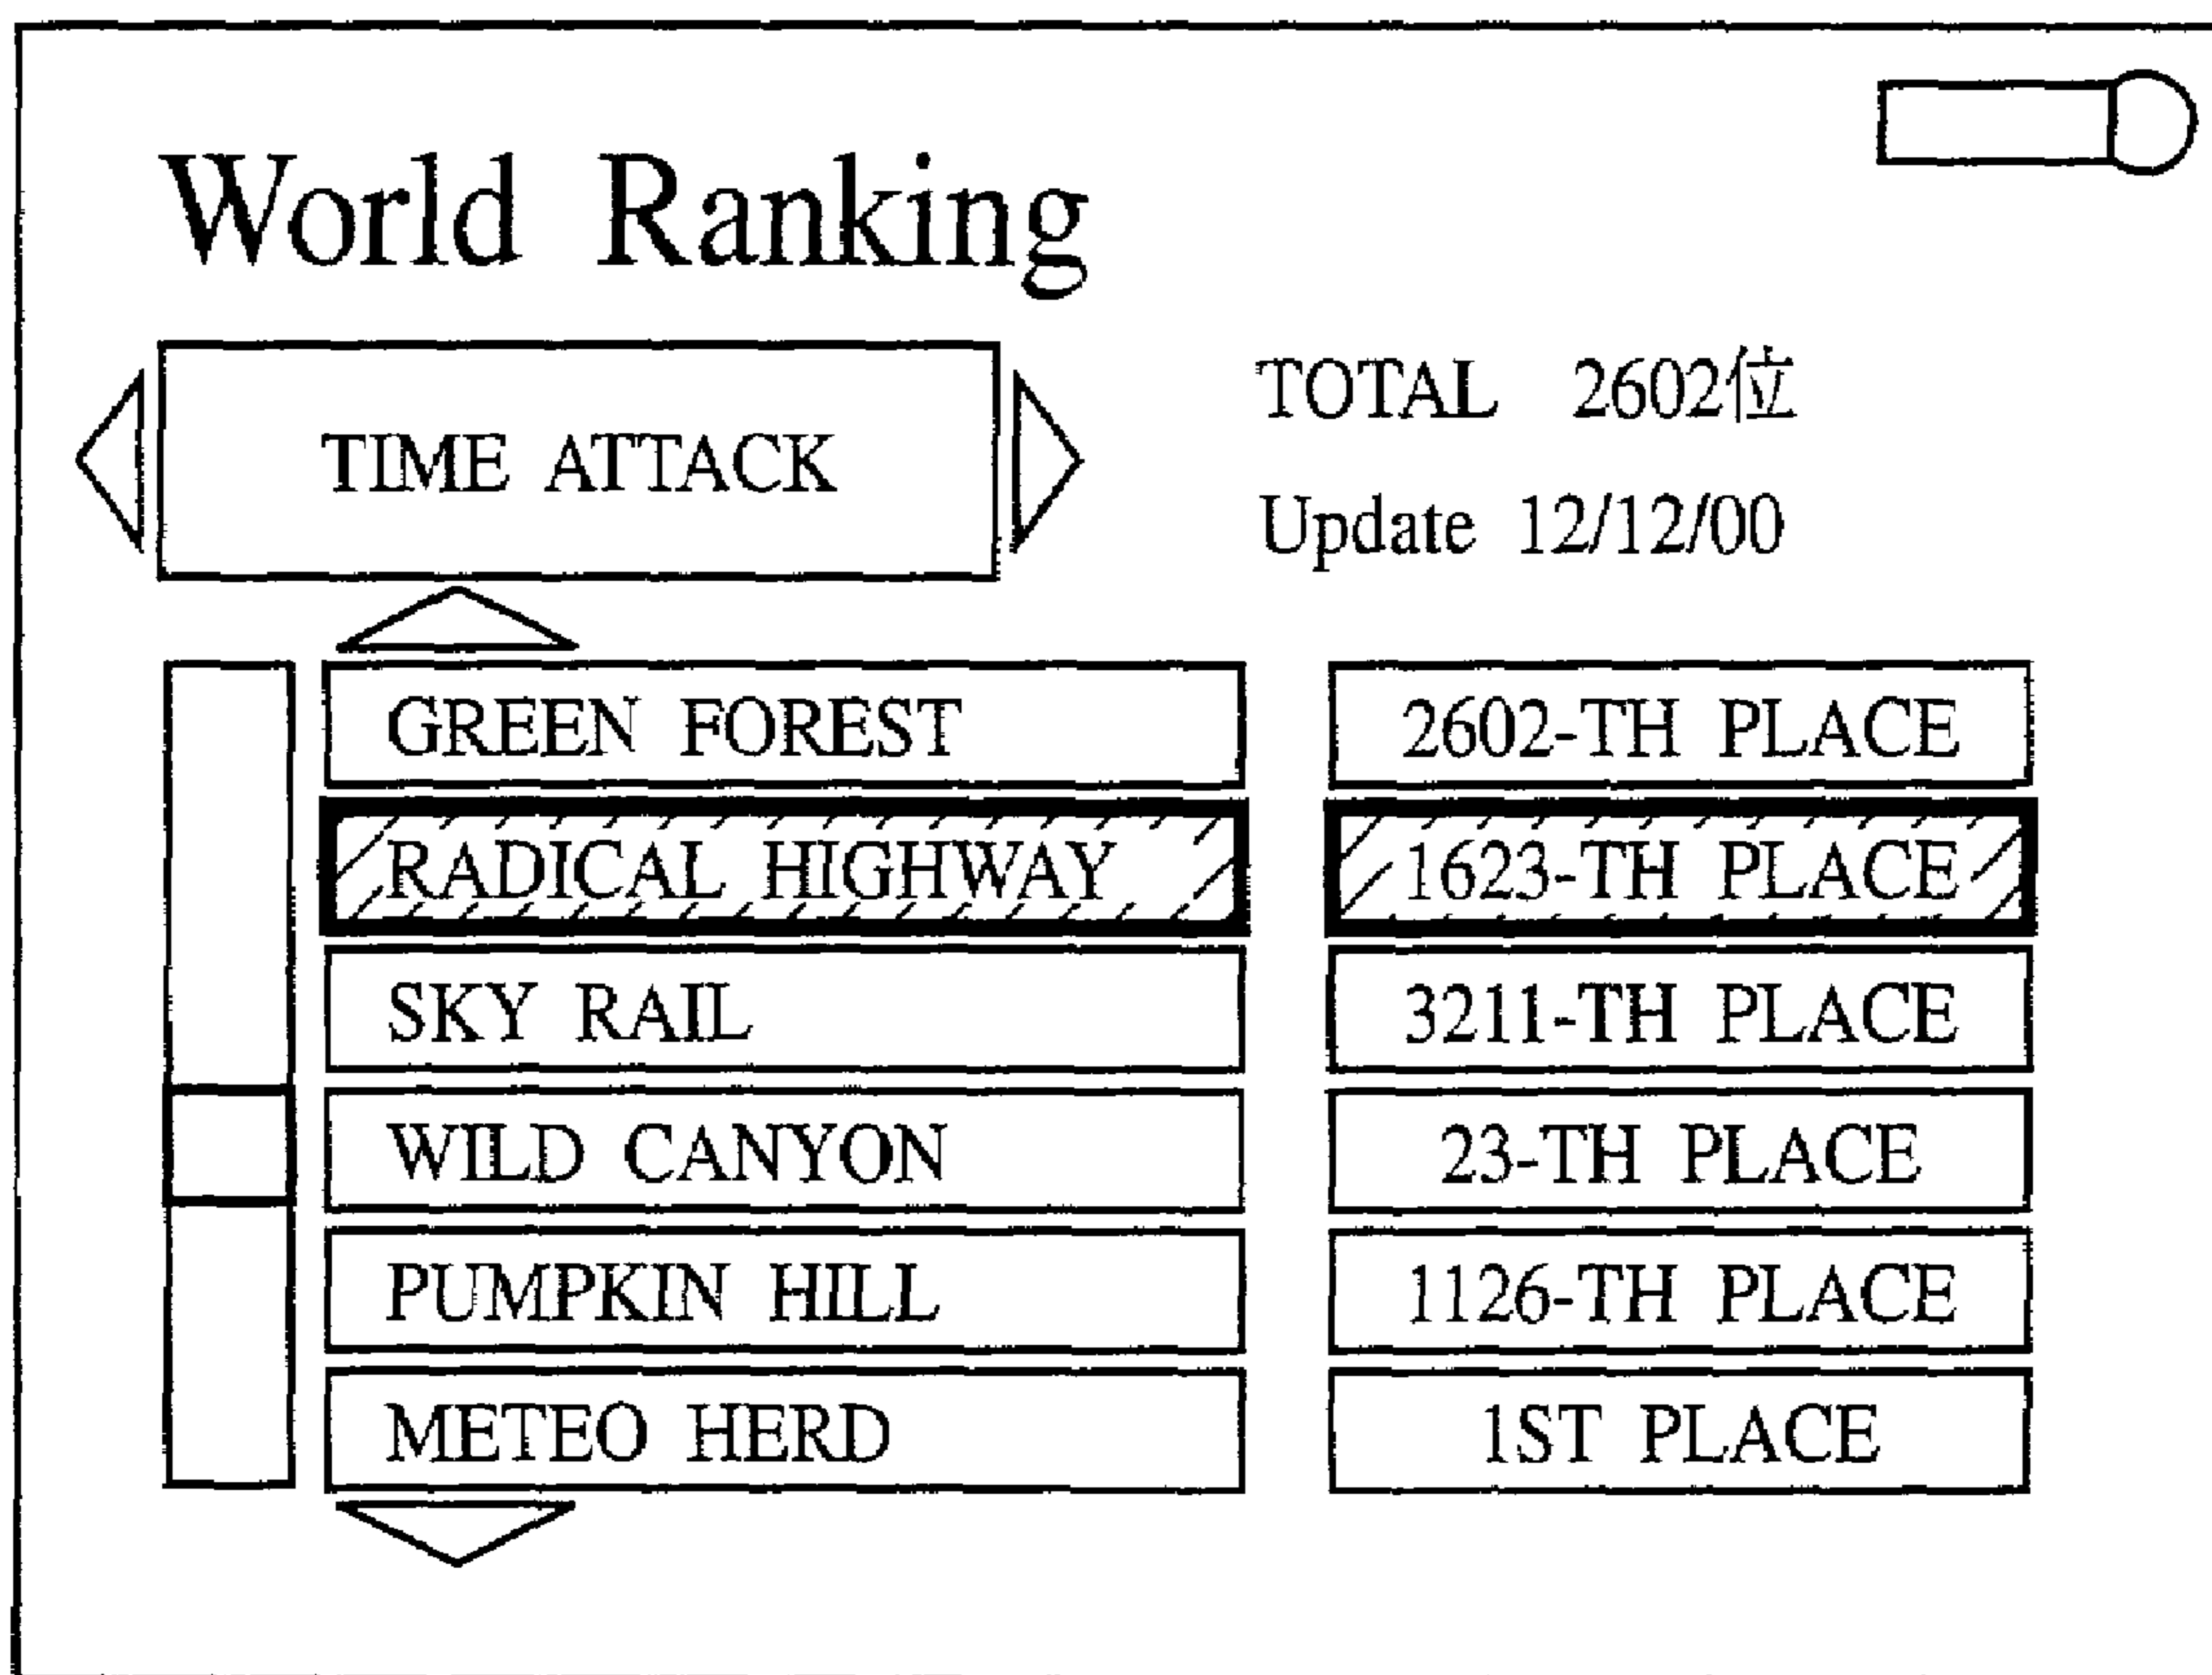 World Ranking
TIME ATTACK
TOTAL 2602位
Update 12/12/00
GREEN FOREST 2602-TH PLACE
RADICAL HIGHWAY 1623-TH PLACE
SKY RAIL 3211-TH PLACE
WILD CANYON 23-TH PLACE
PUMPKIN HILL 1126-TH PLACE
METEO HERD 1ST PLACE